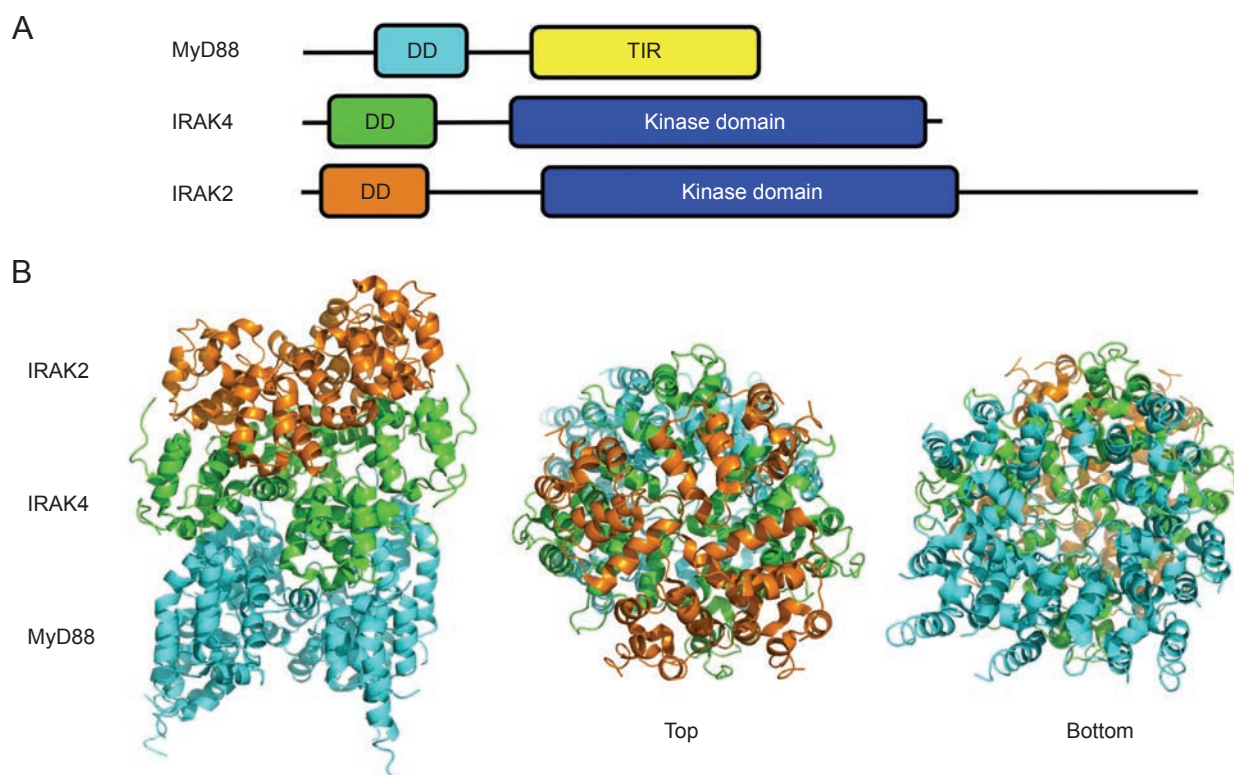 A
MyD88 DD TIR
IRAK4 DD Kinase domain
IRAK2 DD Kinase domain
B
IRAK2
IRAK4
MyD88
Top Bottom